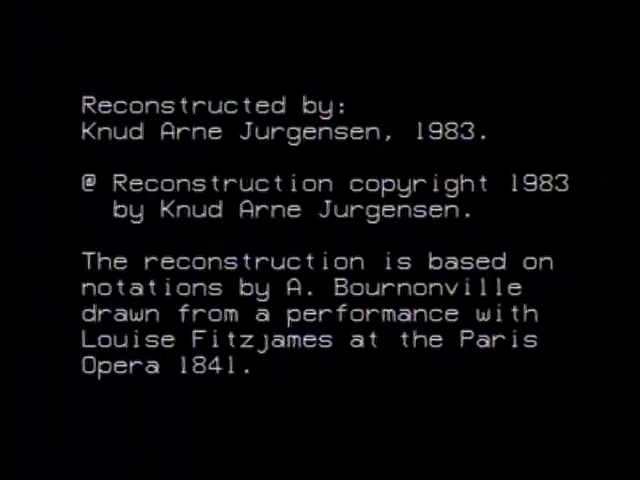 Reconstructed by:
Knud Arne Jurgensen, 1983.
@ Reconstruction copyright 1983
by Knud Arne Jurgensen.
The reconstruction is based on
notations by A. Bournonville
drawn from a performance with
Louise Fitzjames at the Paris
Opera 1841.